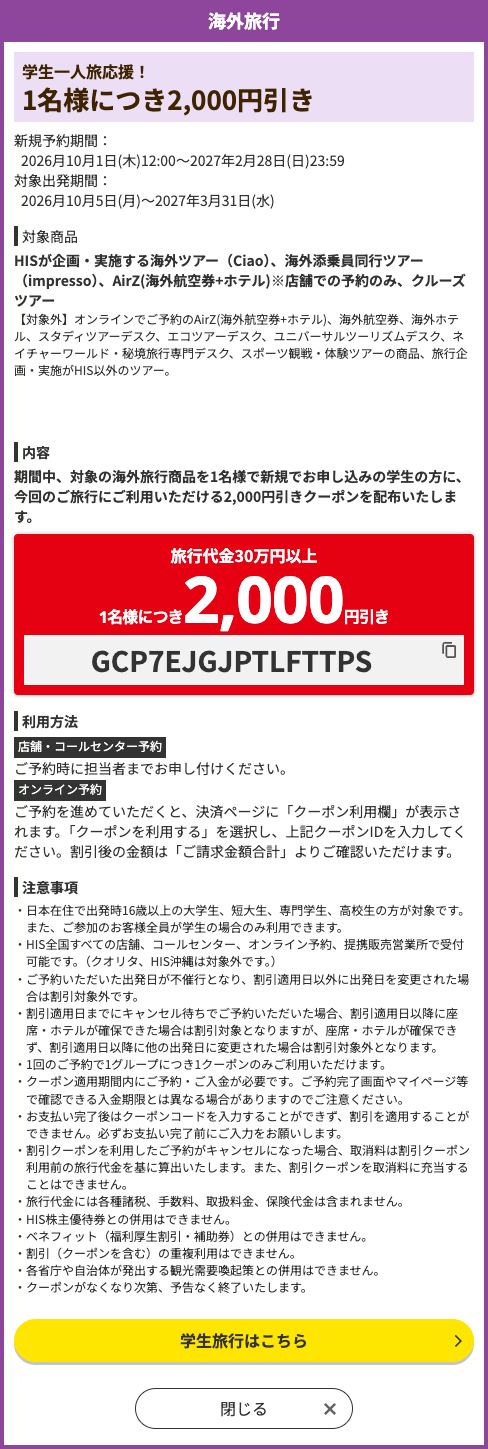 海外旅行
学生一人旅応援！
1名様につき2,000円引き
新規予約期間：
2026月10月1日(木)12:00～2027年2月28日(日)23:59
対象出発期間：
2026月10月5日(月)～2027年3月31日(水)
対象商品
HISが企画・実施する海外ツアー（Ciao）、海外添乗員同行ツアー
（impresso）、AirZ(海外航空券+ホテル)※店舗での予約のみ、クルーズ
ツアー
【対象外】オンラインでご予約のAirZ(海外航空券+ホテル)、海外航空券、海外ホテ
ル、スタディツアーデスク、エコツアーデスク、ユニバーサルツーリズムデスク、ネ
イチャーワールド・秘境旅行専門デスク、スポーツ観戦・体験ツアーの商品、旅行企
画・実施がHIS以外のツアー。
内容
期間中、対象の海外旅行商品を1名様で新規でお申し込みの学生の方に、
今回のご旅行にご利用いただける2,000円引きクーポンを配布いたしま
す。
旅行代金30万円以上
1名様につき2,000円引き
GCP7EJGJPTLFTTPS
利用方法
店舗・コールセンター予約
ご予約時に担当者までお申し付けください。
オンライン予約
ご予約を進めていただくと、決済ページに「クーポン利用欄」が表示さ
れます。「クーポンを利用する」を選択し、上記クーポンIDを入力してく
ださい。割引後の金額は「ご請求金額合計」よりご確認いただけます。
注意事項
・日本在住で出発時16歳以上の大学生、短大生、専門学生、高校生の方が対象です。
また、ご参加のお客様全員が学生の場合のみ利用できます。
・HIS全国すべての店舗、コールセンター、オンライン予約、提携販売営業所で受付
可能です。（クオリタ、HIS沖縄は対象外です。）
・ご予約いただいた出発日が不催行となり、割引適用日以外に出発日を変更された場
合は割引対象外です。
・割引適用日までにキャンセル待ちでご予約いただいた場合、割引適用日以降に座
席・ホテルが確保できた場合は割引対象となりますが、座席・ホテルが確保でき
ず、割引適用日以降に他の出発日に変更された場合は割引対象外となります。
・1回のご予約で1グループにつき1クーポンのみご利用いただけます。
・クーポン適用期間内にご予約・ご入金が必要です。ご予約完了画面やマイページ等
で確認できる入金期限とは異なる場合がありますのでご注意ください。
・お支払い完了後はクーポンコードを入力することができず、割引を適用することが
できません。必ずお支払い完了前にご入力をお願いします。
・割引クーポンを利用したご予約がキャンセルになった場合、取消料は割引クーポン
利用前の旅行代金を基に算出いたします。また、割引クーポンを取消料に充当する
ことはできません。
・旅行代金には各種諸税、手数料、取扱料金、保険代金は含まれません。
・HIS株主優待券との併用はできません。
・ベネフィット（福利厚生割引・補助券）との併用はできません。
・割引（クーポンを含む）の重複利用はできません。
・各省庁や自治体が発出する観光需要喚起策との併用はできません。
・クーポンがなくなり次第、予告なく終了いたします。
学生旅行はこちら
閉じる